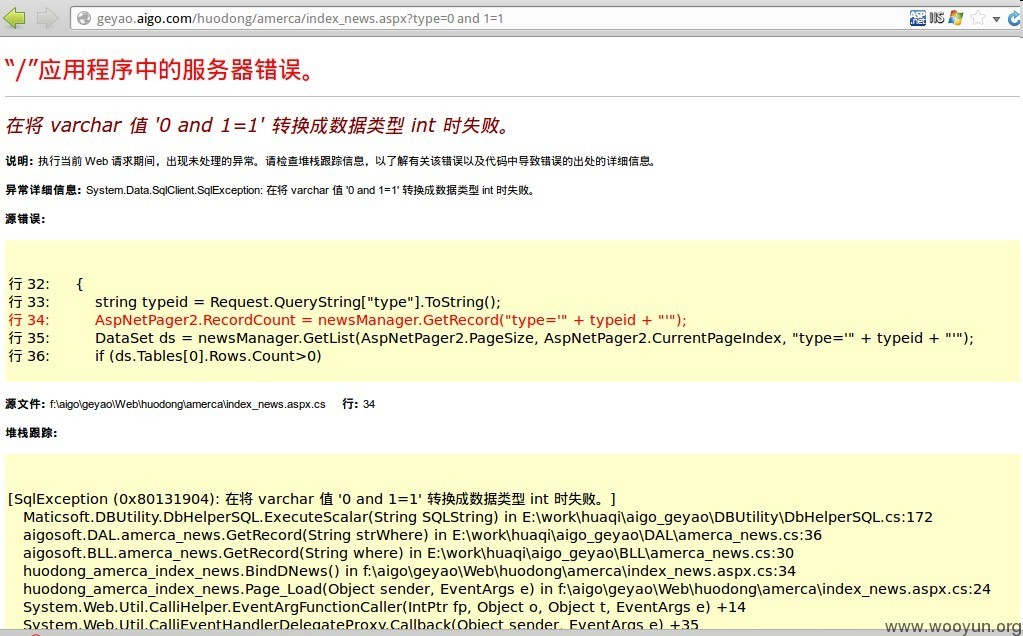 geyao.aigo.com/huodong/amerca/index_news.aspx?type=0 and 1=1
ASP .net IIS
“/”应用程序中的服务器错误。
在将 varchar 值 '0 and 1=1' 转换成数据类型 int 时失败。
说明: 执行当前 Web 请求期间，出现未处理的异常。请检查堆栈跟踪信息，以了解有关该错误以及代码中导致错误的出处的详细信息。
异常详细信息: System.Data.SqlClient.SqlException: 在将 varchar 值 '0 and 1=1' 转换成数据类型 int 时失败。
源错误:
行 32: {
行 33: string typeid = Request.QueryString["type"].ToString();
行 34: AspNetPager2.RecordCount = newsManager.GetRecord("type='" + typeid + "'");
行 35: DataSet ds = newsManager.GetList(AspNetPager2.PageSize, AspNetPager2.CurrentPageIndex, "type='" + typeid + "'");
行 36: if (ds.Tables[0].Rows.Count>0)
源文件: f:\aigo\geyao\Web\huodong\amerca\index_news.aspx.cs 行: 34
堆栈跟踪:
[SqlException (0x80131904): 在将 varchar 值 '0 and 1=1' 转换成数据类型 int 时失败。]
Maticsoft.DBUtility.DbHelperSQL.ExecuteScalar(String SQLString) in E:\work\huaqi\aigo_geyao\DBUtility\DbHelperSQL.cs:172
aigosoft.DAL.amerca_news.GetRecord(String strWhere) in E:\work\huaqi\aigo_geyao\DAL\amerca_news.cs:36
aigosoft.BLL.amerca_news.GetRecord(String where) in E:\work\huaqi\aigo_geyao\BLL\amerca_news.cs:30
huodong_amerca_index_news.BindDNews() in f:\aigo\geyao\Web\huodong\amerca\index_news.aspx.cs:34
huodong_amerca_index_news.Page_Load(Object sender, EventArgs e) in f:\aigo\geyao\Web\huodong\amerca\index_news.aspx.cs:24
System.Web.Util.CalliHelper.EventArgFunctionCaller(IntPtr fp, Object o, Object t, EventArgs e) +14
System.Web.Util.CalliEventHandlerDelegateProxy.Callback(Object sender, EventArgs e) +35
www.wooyun.org